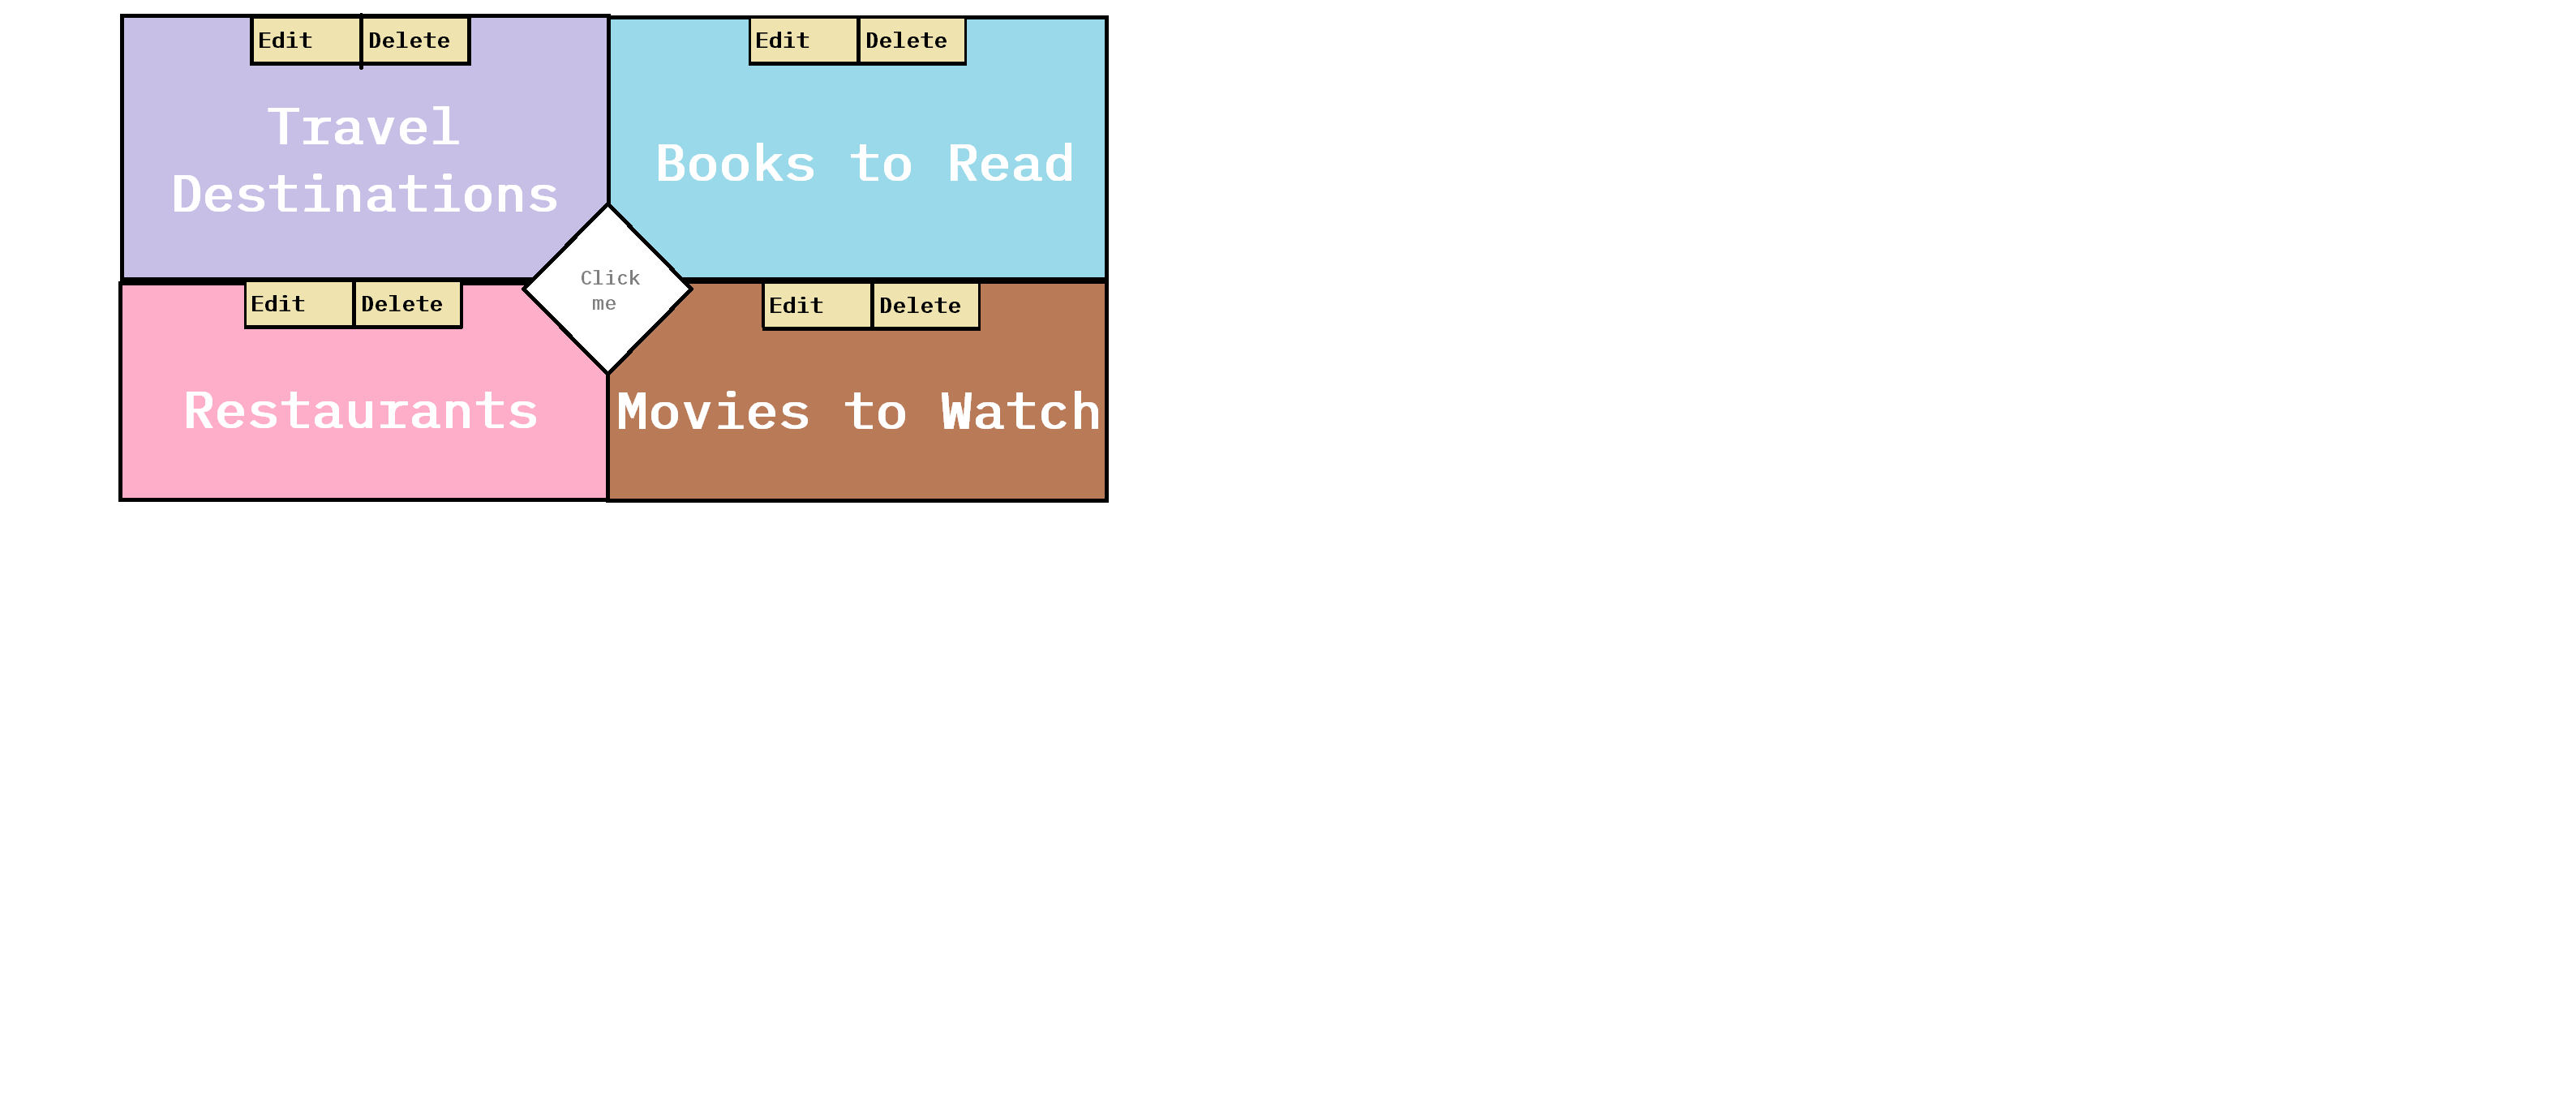 Edit Delete
Travel
Destinations
Edit Delete
Books to Read
Click
me
Edit Delete
Restaurants
Edit Delete
Movies to Watch